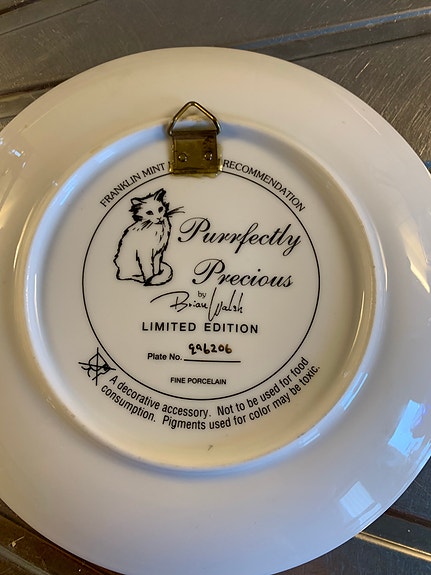 FRANKLIN MINT RECOMMENDATION
Purrfectly
Precious
by
Brian Walsh
LIMITED EDITION
Plate No. 9A6206
FINE PORCELAIN
A decorative accessory. Not to be used for food
consumption. Pigments used for color may be toxic.